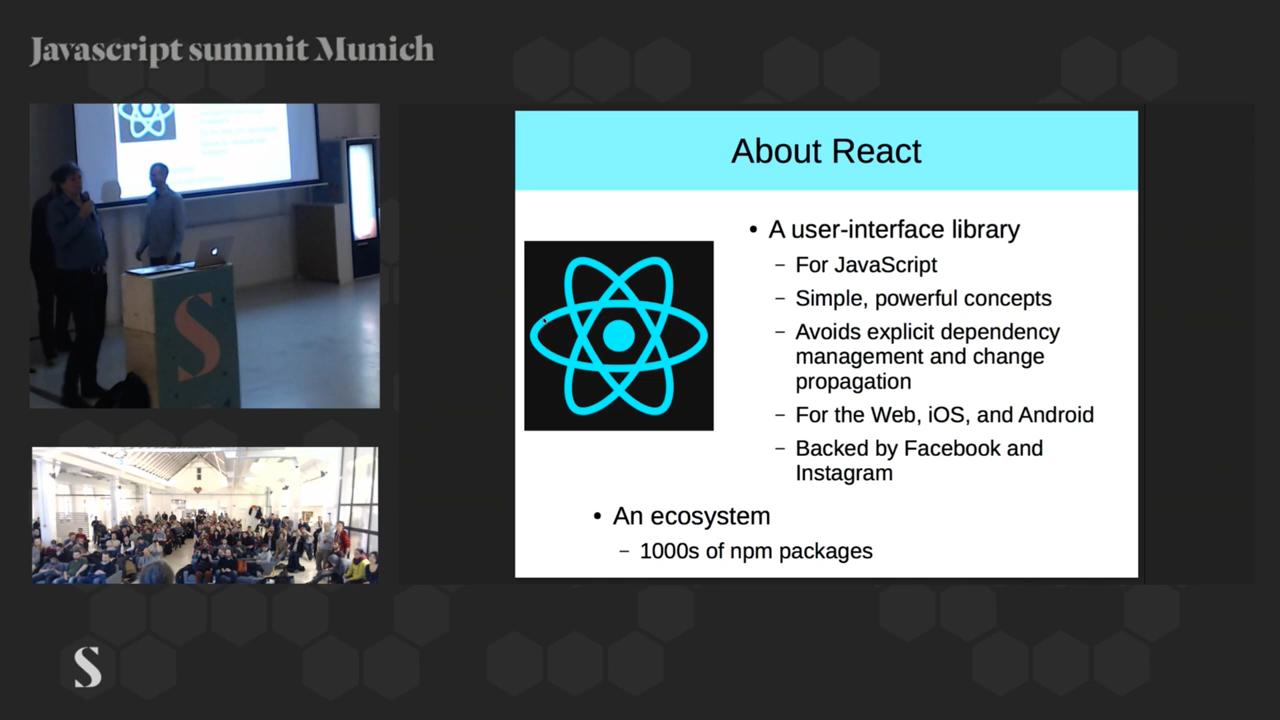 Javascript summit Munich
About React
• A user-interface library
– For JavaScript
– Simple, powerful concepts
– Avoids explicit dependency
management and change
propagation
– For the Web, iOS, and Android
– Backed by Facebook and
Instagram
• An ecosystem
– 1000s of npm packages
S
S